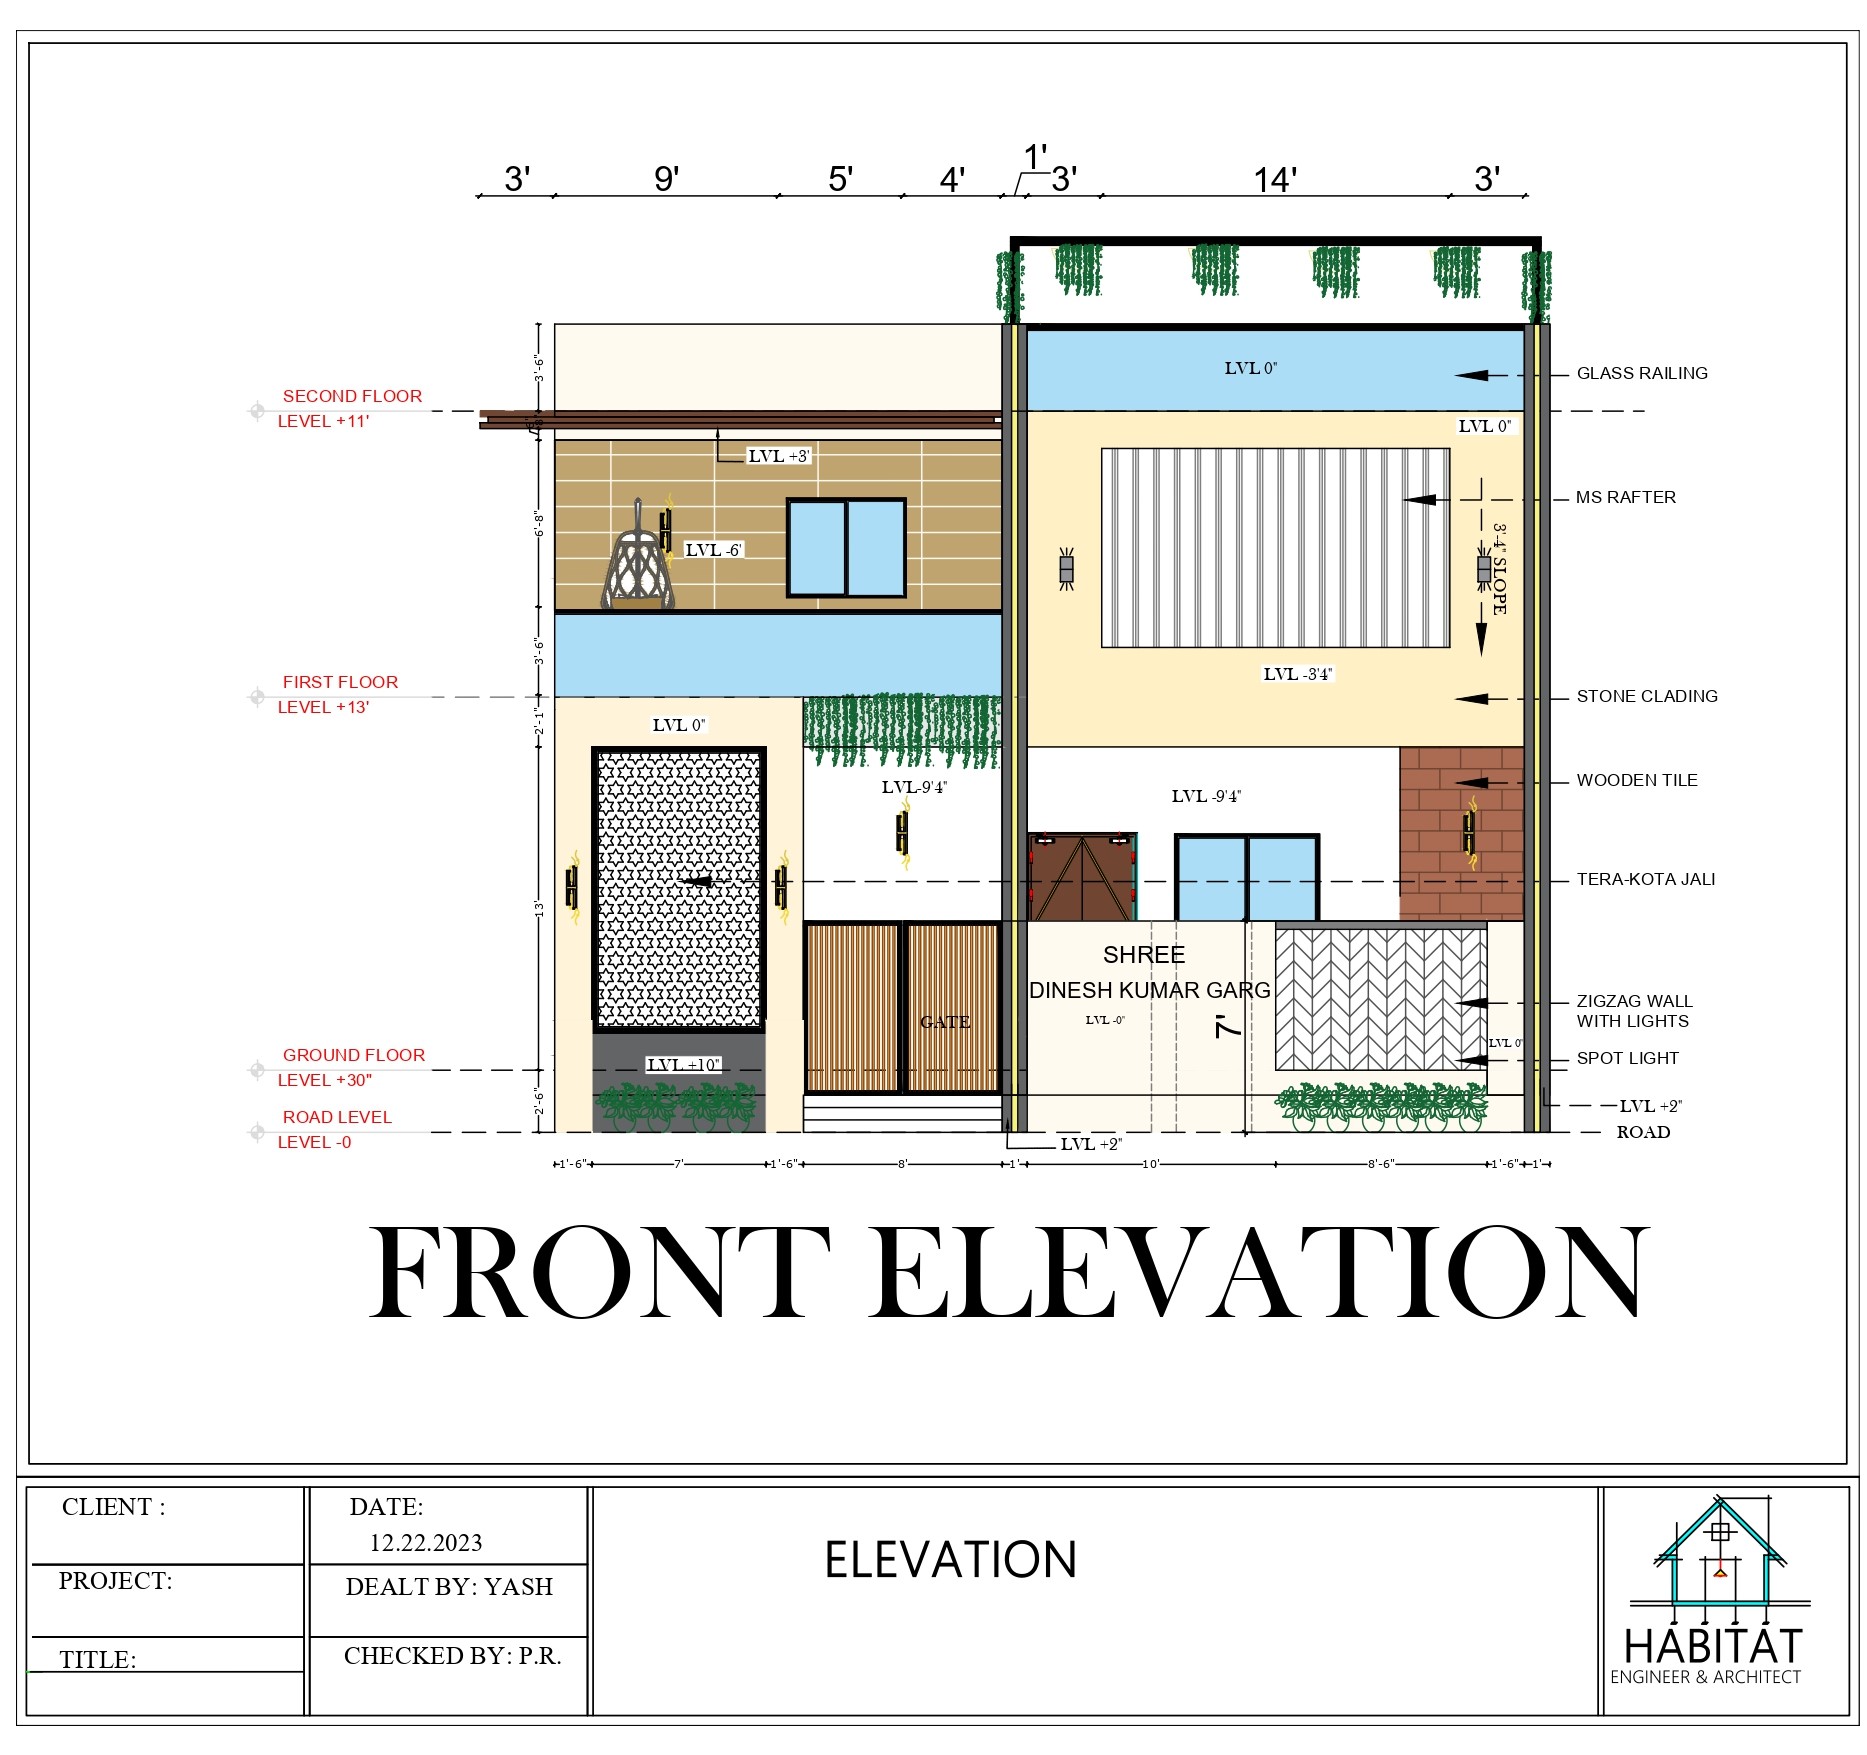 1'
3' 9' 5' 4' 3' 14' 3'
3'-6"
LVL 0"
GLASS RAILING
SECOND FLOOR
LEVEL +11'
LVL 0"
LVL +3'
MS RAFTER
6'-8"
LVL -6'
3'-4" SLOPE
3'-6"
LVL -3'4"
FIRST FLOOR
LEVEL +13'
STONE CLADING
2'-1"
LVL 0"
WOODEN TILE
LVL-9'4"
LVL -9'4"
TERA-KOTA JALI
13'
SHREE
DINESH KUMAR GARG
LVL -0"
7'
GATE
ZIGZAG WALL
WITH LIGHTS
LVL 0"
GROUND FLOOR
LEVEL +30"
LVL +10"
SPOT LIGHT
2'-6"
LVL +2"
ROAD LEVEL
LEVEL -0
ROAD
LVL +2"
1'-6" 7' 1'-6" 8' 1' 10' 8'-6" 1'-6" 1'
FRONT ELEVATION
CLIENT :
PROJECT:
TITLE:
DATE:
12.22.2023
DEALT BY: YASH
CHECKED BY: P.R.
ELEVATION
HABITAT
ENGINEER & ARCHITECT